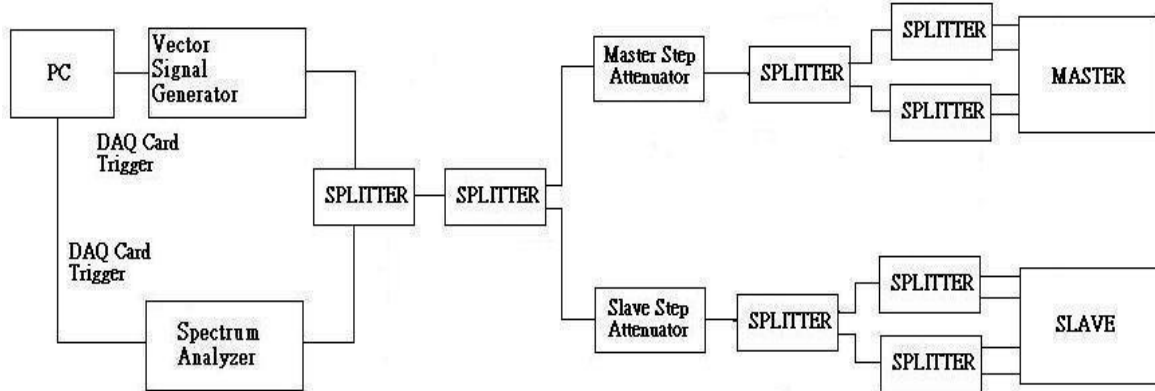 PC
Vector
Signal
Generator
DAQ Card
Trigger
DAQ Card
Trigger
Spectrum
Analyzer
SPLITTER
SPLITTER
Master Step
Attenuator
SPLITTER
SPLITTER
SPLITTER
MASTER
Slave Step
Attenuator
SPLITTER
SPLITTER
SPLITTER
SLAVE